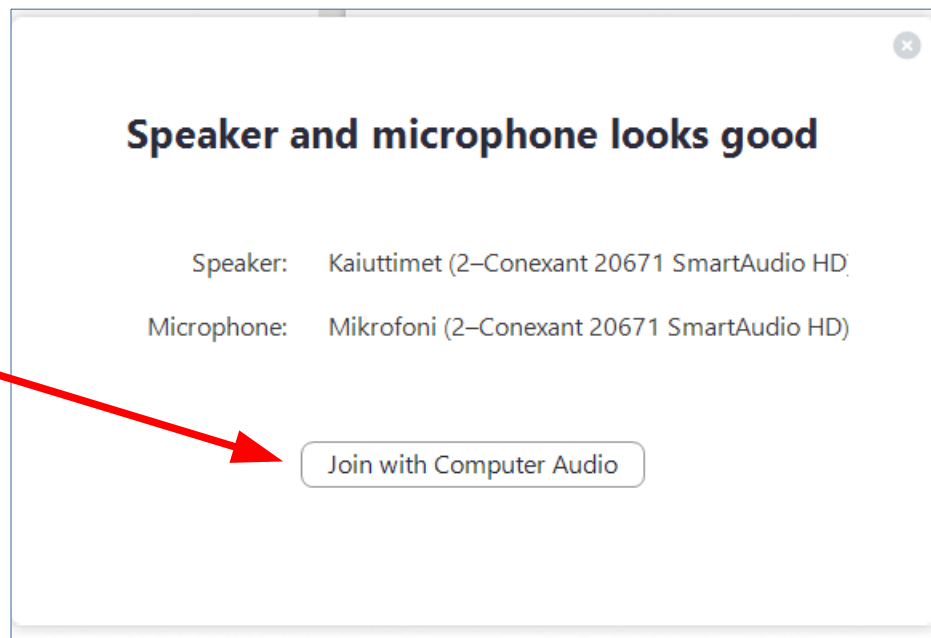 Speaker and microphone looks good
Speaker: Kaiuttimet (2–Conexant 20671 SmartAudio HD)
Microphone: Mikrofoni (2–Conexant 20671 SmartAudio HD)
Join with Computer Audio